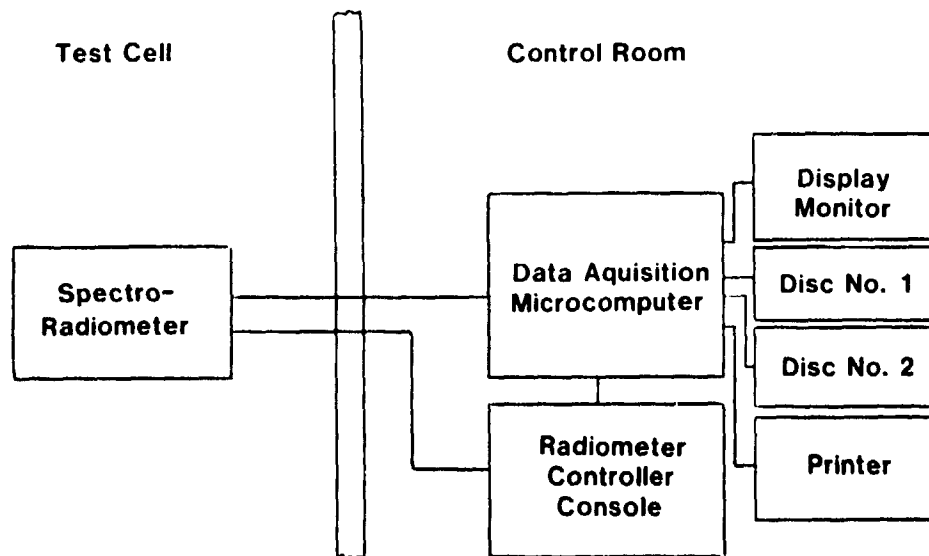 Test Cell
Control Room
Display
Monitor
Spectro-
Radiometer
Data Aquisition
Microcomputer
Disc No. 1
Disc No. 2
Radiometer
Controller
Console
Printer